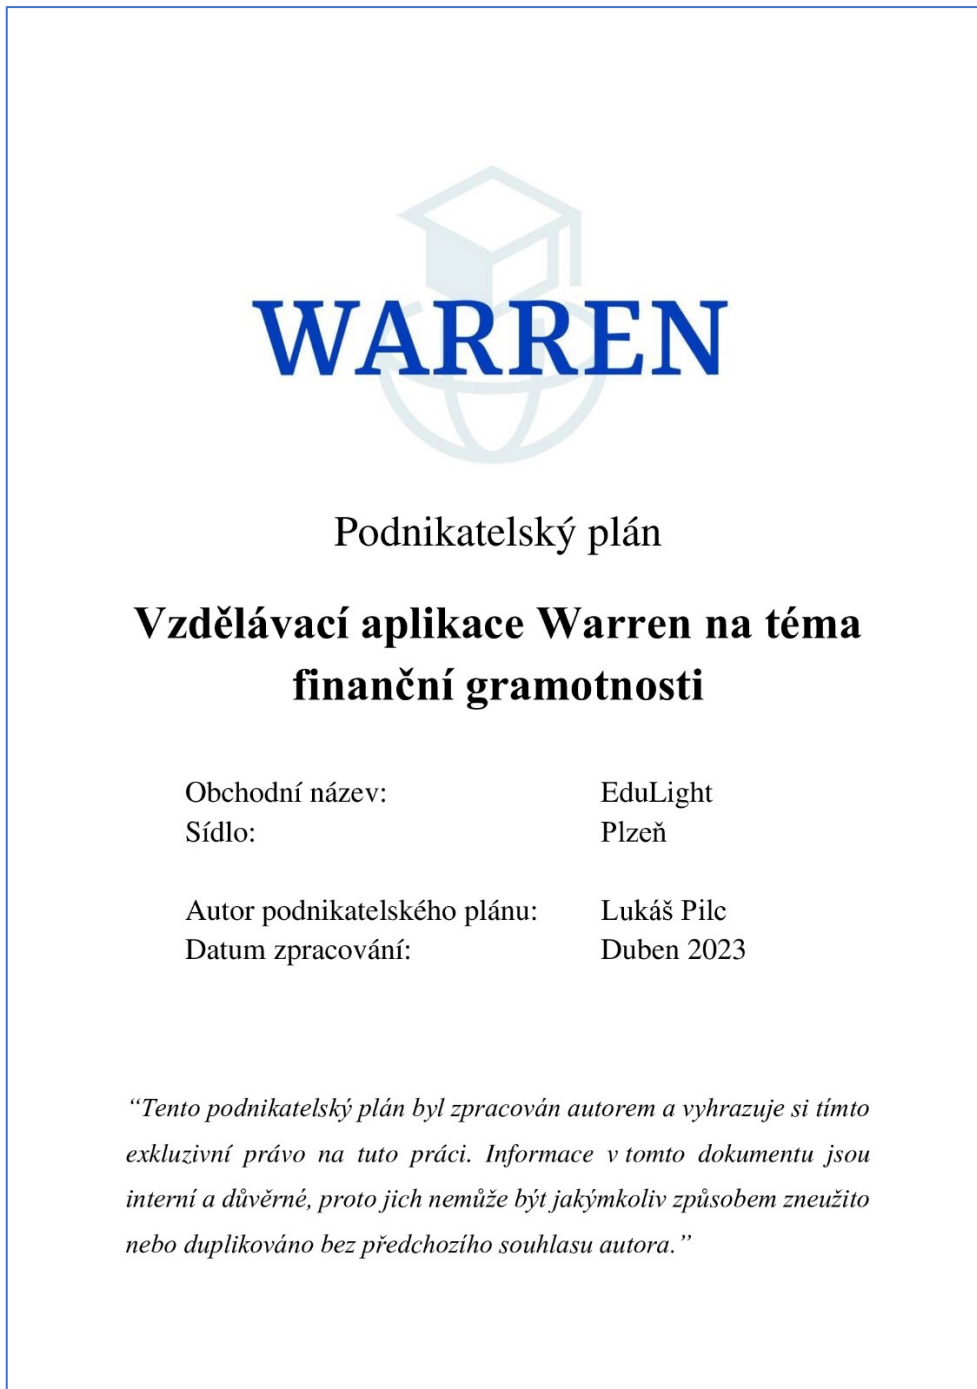 WARREN
Podnikatelský plán
Vzdělávací aplikace Warren na téma
finanční gramotnosti
Obchodní název: EduLight
Sídlo: Plzeň
Autor podnikatelského plánu: Lukáš Pilc
Datum zpracování: Duben 2023
“Tento podnikatelský plán byl zpracován autorem a vyhrazuje si tímto
exkluzivní právo na tuto práci. Informace v tomto dokumentu jsou
interní a důvěrné, proto jich nemůže být jakýmkoliv způsobem zneužito
nebo duplikováno bez předchozího souhlasu autora.”